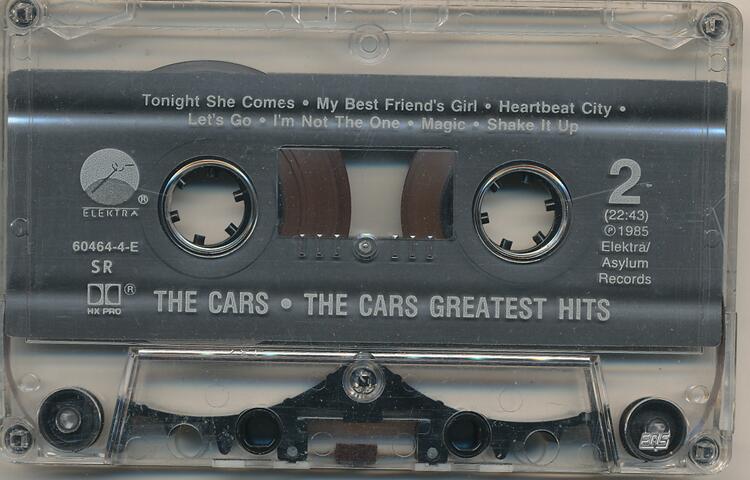 Tonight She Comes • My Best Friend's Girl • Heartbeat City •
Let's Go • I'm Not The One • Magic • Shake It Up
ELEKTRA ®
2
(22:43)
℗ 1985
Elektra/
Asylum
Records
60464-4-E
SR
®
HX PRO
THE CARS • THE CARS GREATEST HITS